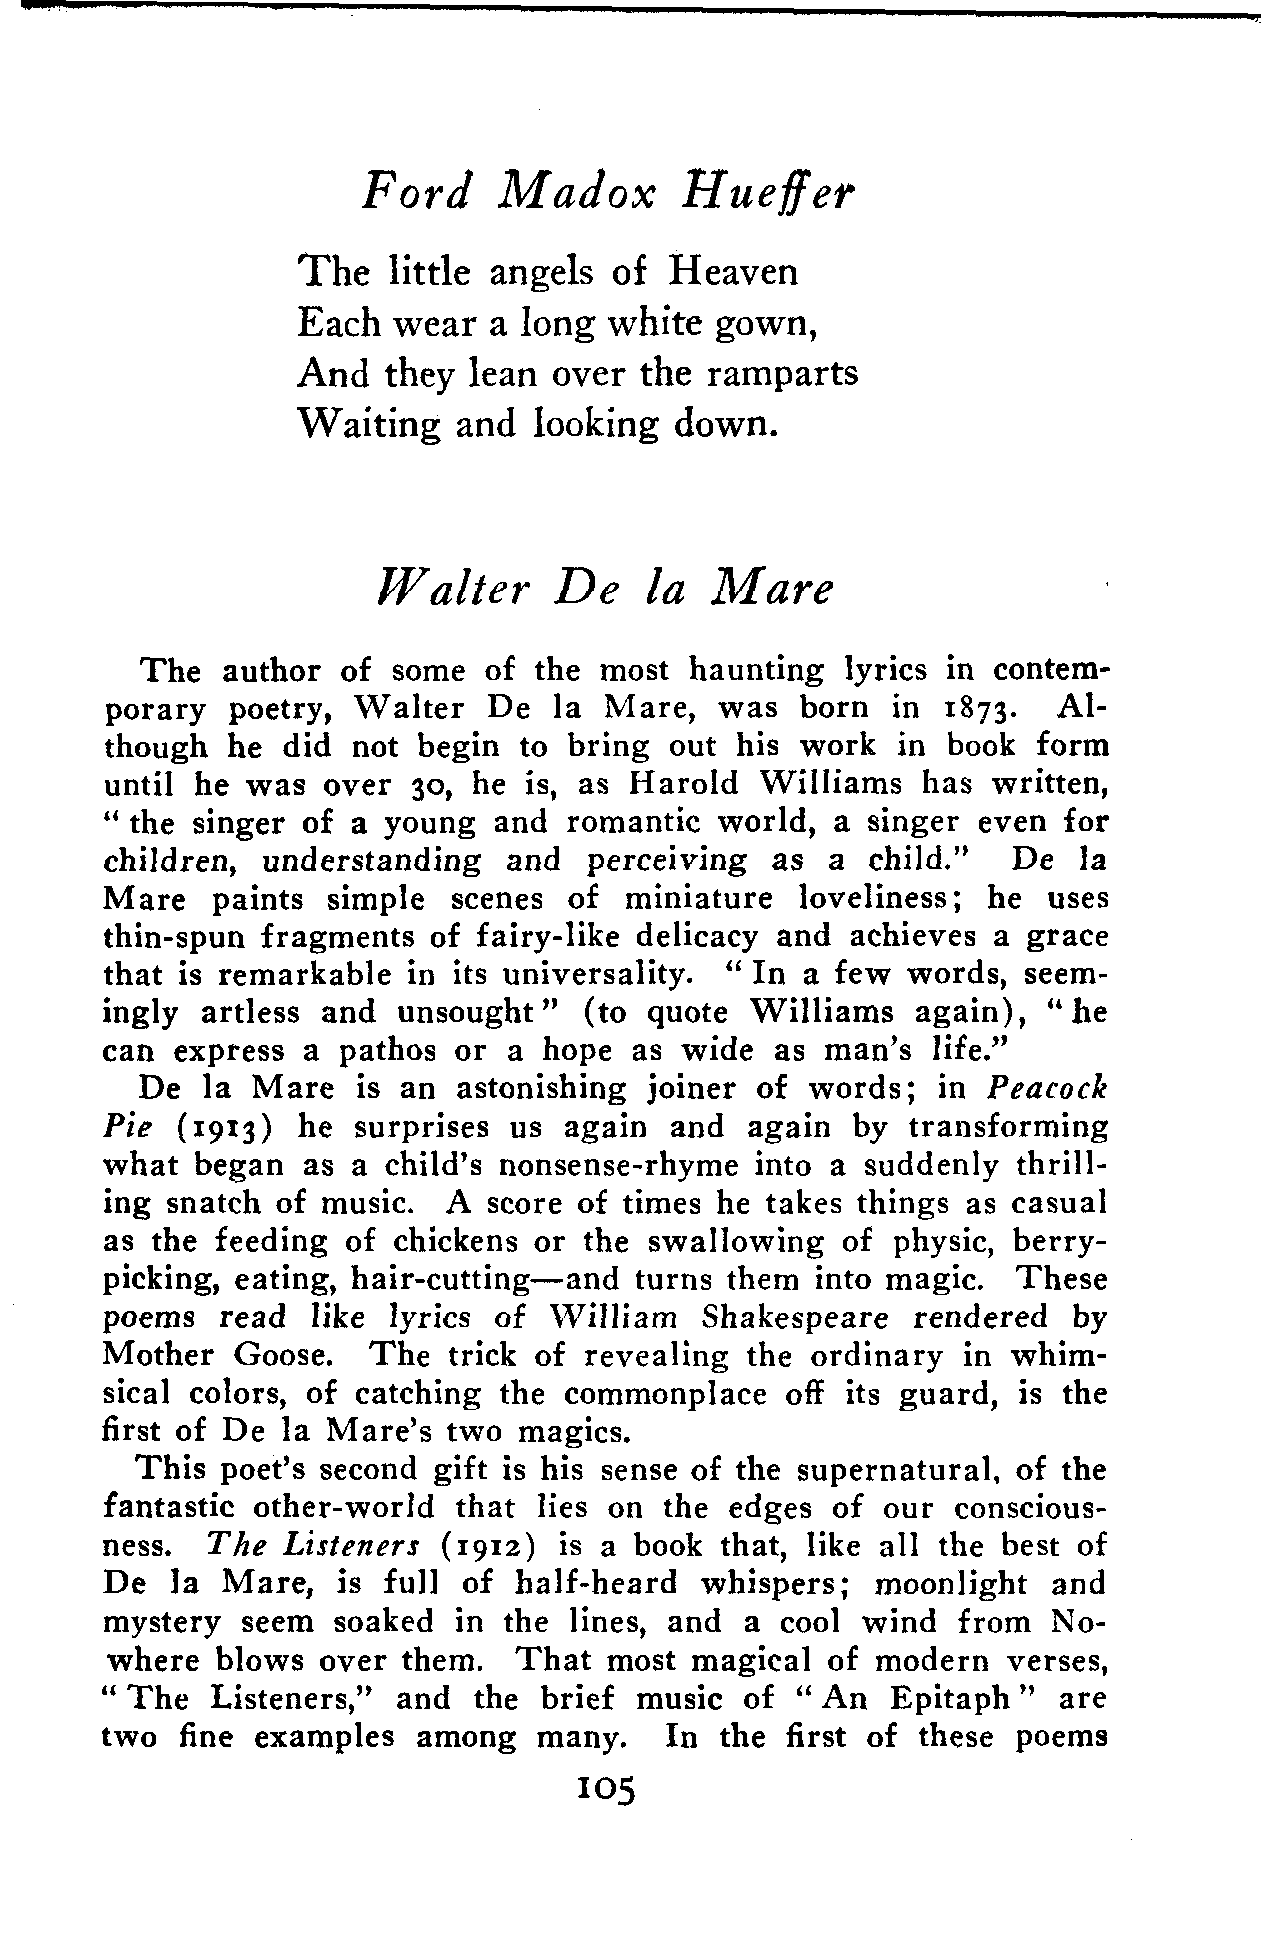 Ford Madox Hueffer
The little angels of Heaven
Each wear a long white gown,
And they lean over the ramparts
Waiting and looking down.
Walter De la Mare
The author of some of the most haunting lyrics in contem-
porary poetry, Walter De la Mare, was born in 1873. Al-
though he did not begin to bring out his work in book form
until he was over 30, he is, as Harold Williams has written,
" the singer of a young and romantic world, a singer even for
children, understanding and perceiving as a child." De la
Mare paints simple scenes of miniature loveliness; he uses
thin-spun fragments of fairy-like delicacy and achieves a grace
that is remarkable in its universality. " In a few words, seem-
ingly artless and unsought " (to quote Williams again), " he
can express a pathos or a hope as wide as man's life."
De la Mare is an astonishing joiner of words; in Peacock
Pie (1913) he surprises us again and again by transforming
what began as a child's nonsense-rhyme into a suddenly thrill-
ing snatch of music. A score of times he takes things as casual
as the feeding of chickens or the swallowing of physic, berry-
picking, eating, hair-cutting—and turns them into magic. These
poems read like lyrics of William Shakespeare rendered by
Mother Goose. The trick of revealing the ordinary in whim-
sical colors, of catching the commonplace off its guard, is the
first of De la Mare's two magics.
This poet's second gift is his sense of the supernatural, of the
fantastic other-world that lies on the edges of our conscious-
ness. The Listeners (1912) is a book that, like all the best of
De la Mare, is full of half-heard whispers; moonlight and
mystery seem soaked in the lines, and a cool wind from No-
where blows over them. That most magical of modern verses,
" The Listeners," and the brief music of " An Epitaph " are
two fine examples among many. In the first of these poems
105